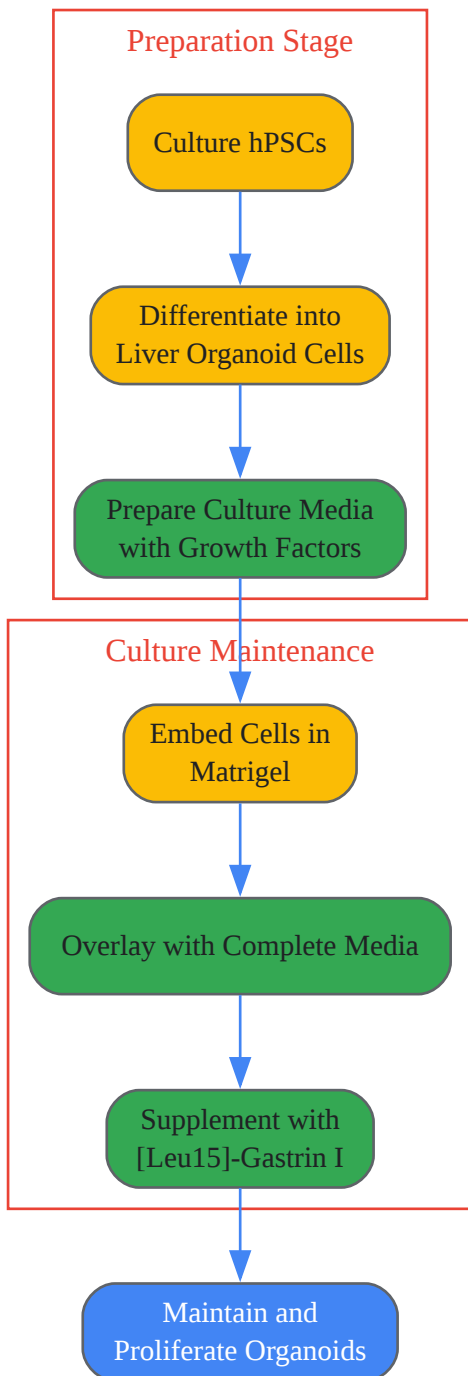 Preparation Stage
Culture hPSCs
Differentiate into
Liver Organoid Cells
Prepare Culture Media
with Growth Factors
Culture Maintenance
Embed Cells in
Matrigel
Overlay with Complete Media
Supplement with
[Leu15]-Gastrin I
Maintain and
Proliferate Organoids